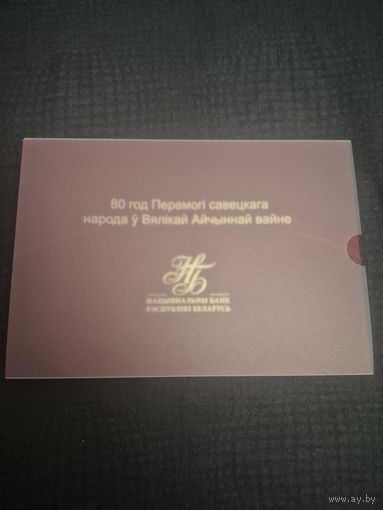 80 год Перамогі савецкага
народа ў Вялікай Айчыннай вайне
НБ
НАЦЫЯНАЛЬНЫ БАНК
РЭСПУБЛІКІ БЕЛАРУСЬ
www.ay.by